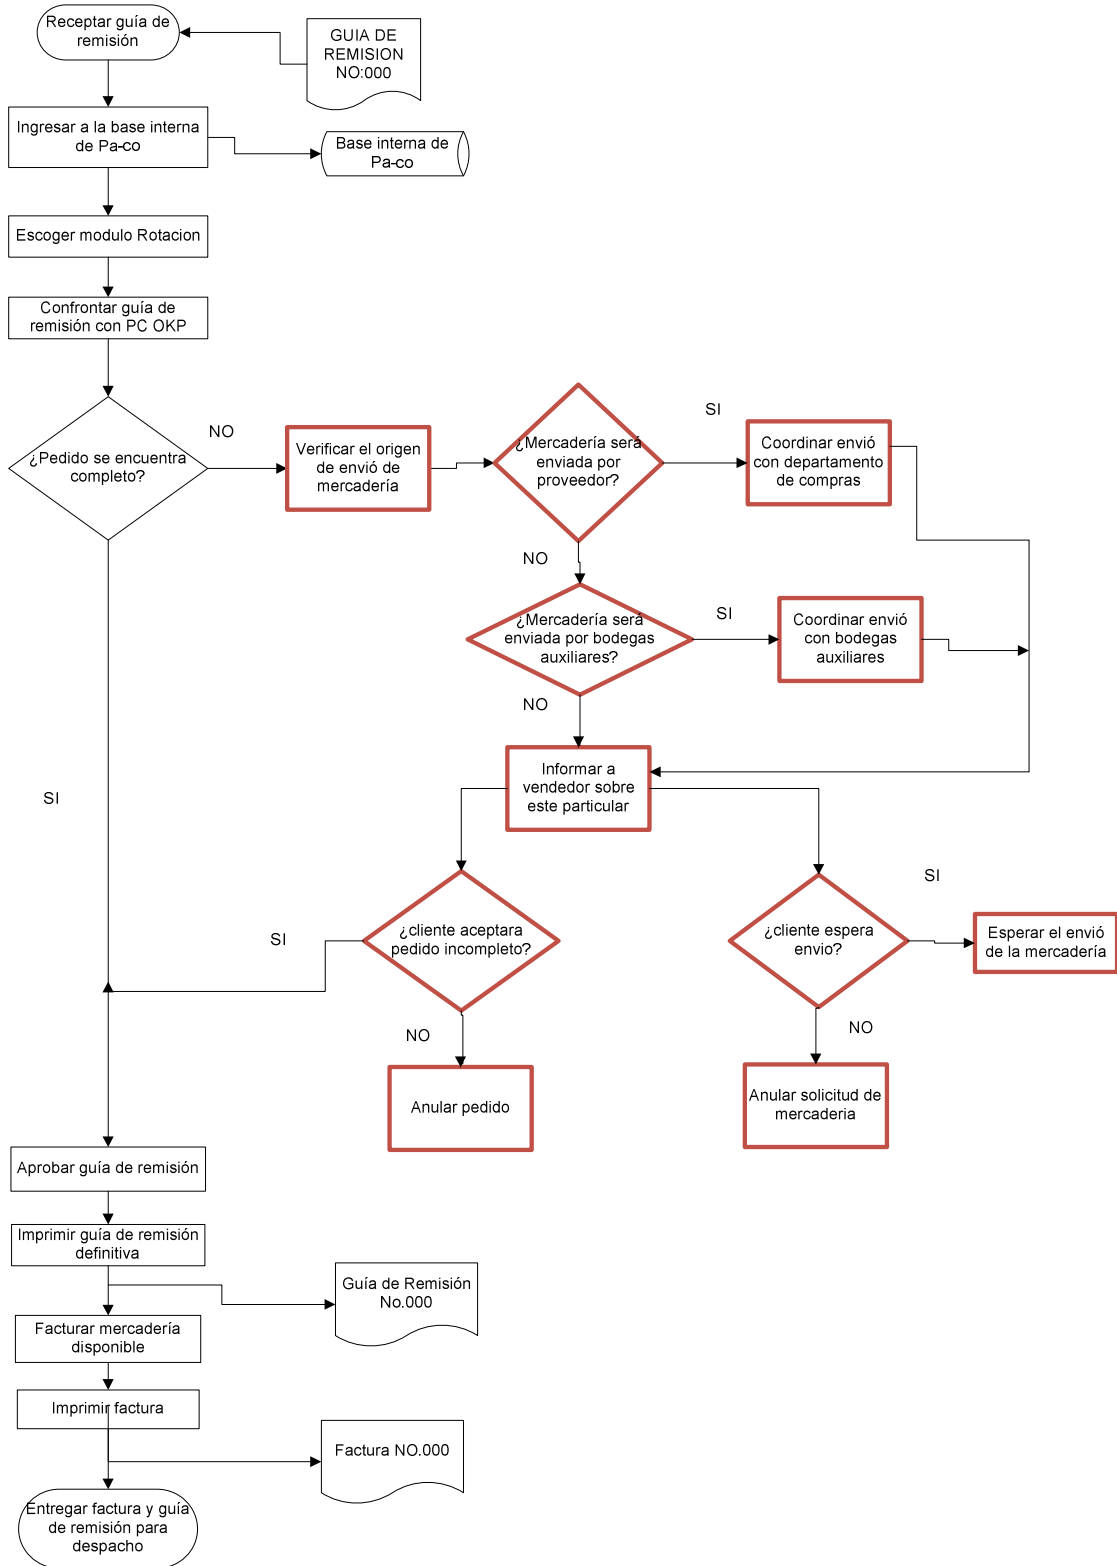 Receptar guía de
remisión
GUIA DE
REMISION
NO:000
Ingresar a la base interna
de Pa-co
Base interna de
Pa-co
Escoger modulo Rotacion
Confrontar guía de
remisión con PC OKP
¿Pedido se encuentra
completo?
NO
Verificar el origen
de envió de
mercadería
¿Mercadería será
enviada por
proveedor?
SI
Coordinar envió
con departamento
de compras
NO
¿Mercadería será
enviada por bodegas
auxiliares?
SI
Coordinar envió
con bodegas
auxiliares
NO
Informar a
vendedor sobre
este particular
SI
¿cliente aceptara
pedido incompleto?
SI
NO
Anular pedido
¿cliente espera
envio?
SI
Esperar el envió
de la mercadería
NO
Anular solicitud de
mercaderia
Aprobar guía de remisión
Imprimir guía de remisión
definitiva
Guía de Remisión
No.000
Facturar mercadería
disponible
Imprimir factura
Factura NO.000
Entregar factura y guía
de remisión para
despacho